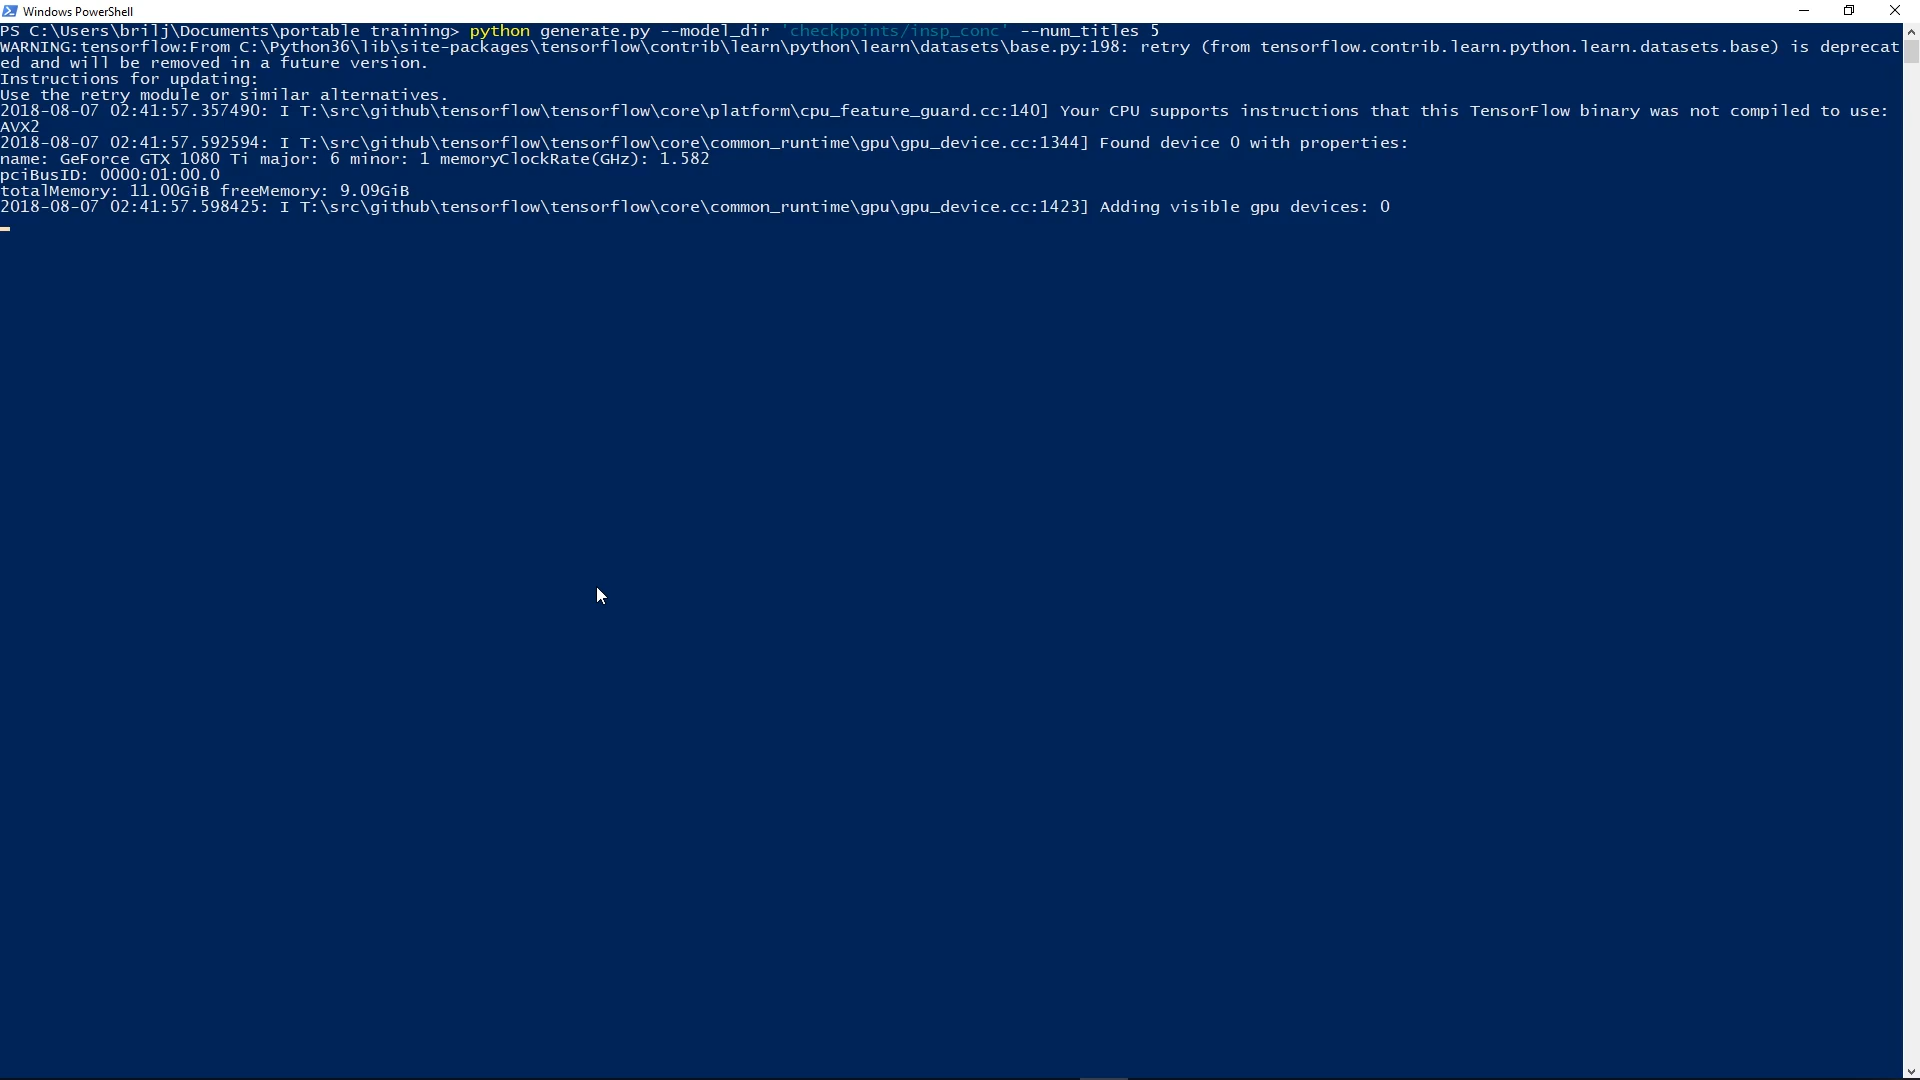 Windows PowerShell
PS C:\Users\brilj\Documents\portable training> python generate.py --model_dir 'checkpoints/insp_conc' --num_titles 5
WARNING:tensorflow:From C:\Python36\lib\site-packages\tensorflow\contrib\learn\python\learn\datasets\base.py:198: retry (from tensorflow.contrib.learn.python.learn.datasets.base) is deprecat
ed and will be removed in a future version.
Instructions for updating:
Use the retry module or similar alternatives.
2018-08-07 02:41:57.357490: I T:\src\github\tensorflow\tensorflow\core\platform\cpu_feature_guard.cc:140] Your CPU supports instructions that this TensorFlow binary was not compiled to use:
AVX2
2018-08-07 02:41:57.592594: I T:\src\github\tensorflow\tensorflow\core\common_runtime\gpu\gpu_device.cc:1344] Found device 0 with properties:
name: GeForce GTX 1080 Ti major: 6 minor: 1 memoryClockRate(GHz): 1.582
pciBusID: 0000:01:00.0
totalMemory: 11.00GiB freeMemory: 9.09GiB
2018-08-07 02:41:57.598425: I T:\src\github\tensorflow\tensorflow\core\common_runtime\gpu\gpu_device.cc:1423] Adding visible gpu devices: 0